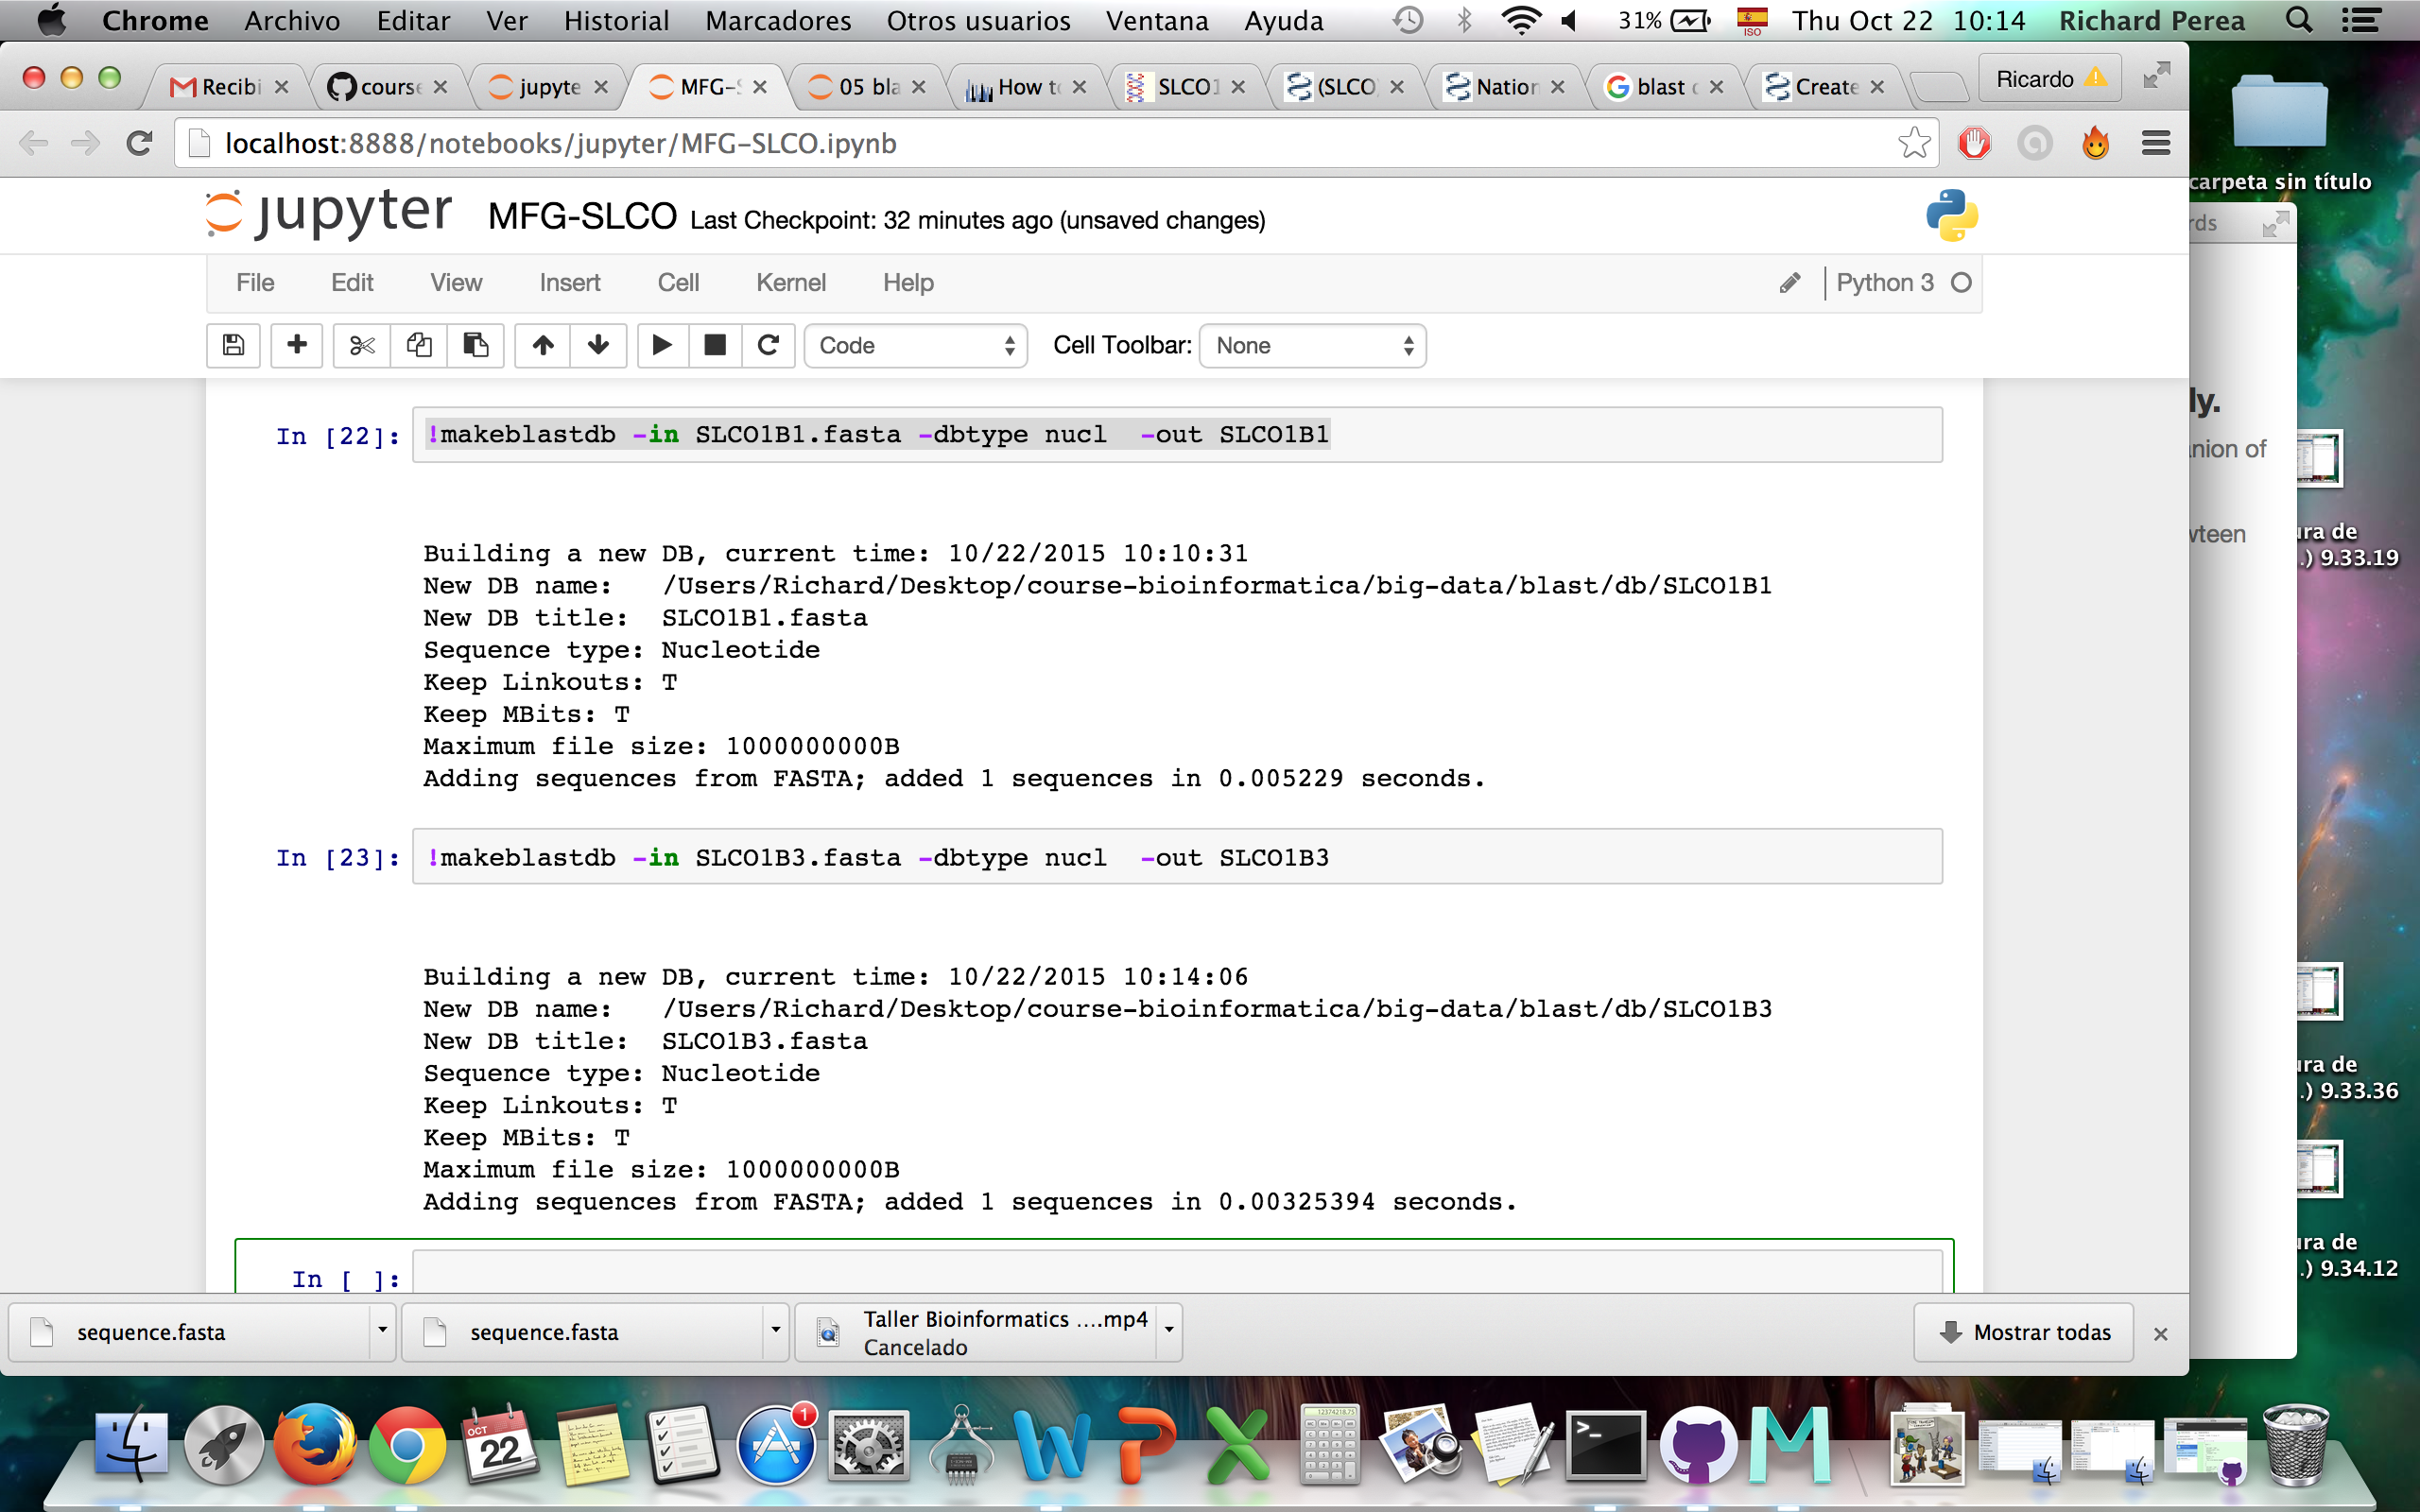 Chrome Archivo Editar Ver Historial Marcadores Otros usuarios Ventana Ayuda 31% ISO Thu Oct 22 10:14 Richard Perea
Recibi course jupyte MFG-S 05 bla How to SLCO1 (SLCO Nation blast c Create Ricardo
localhost:8888/notebooks/jupyter/MFG-SLCO.ipynb
carpeta sin título
rds
jupyter MFG-SLCO Last Checkpoint: 32 minutes ago (unsaved changes)
File Edit View Insert Cell Kernel Help Python 3
Code Cell Toolbar: None
ly.
In [22]: !makeblastdb -in SLCO1B1.fasta -dbtype nucl  -out SLCO1B1
nion of
wteen
ura de
.) 9.33.19
Building a new DB, current time: 10/22/2015 10:10:31
New DB name:   /Users/Richard/Desktop/course-bioinformatica/big-data/blast/db/SLCO1B1
New DB title:  SLCO1B1.fasta
Sequence type: Nucleotide
Keep Linkouts: T
Keep MBits: T
Maximum file size: 1000000000B
Adding sequences from FASTA; added 1 sequences in 0.005229 seconds.
In [23]: !makeblastdb -in SLCO1B3.fasta -dbtype nucl  -out SLCO1B3
Building a new DB, current time: 10/22/2015 10:14:06
New DB name:   /Users/Richard/Desktop/course-bioinformatica/big-data/blast/db/SLCO1B3
New DB title:  SLCO1B3.fasta
Sequence type: Nucleotide
Keep Linkouts: T
Keep MBits: T
Maximum file size: 1000000000B
Adding sequences from FASTA; added 1 sequences in 0.00325394 seconds.
ura de
.) 9.33.36
ura de
.) 9.34.12
In [ ]:
sequence.fasta sequence.fasta Taller Bioinformatics ....mp4
Cancelado
Mostrar todas
OCT
22
1